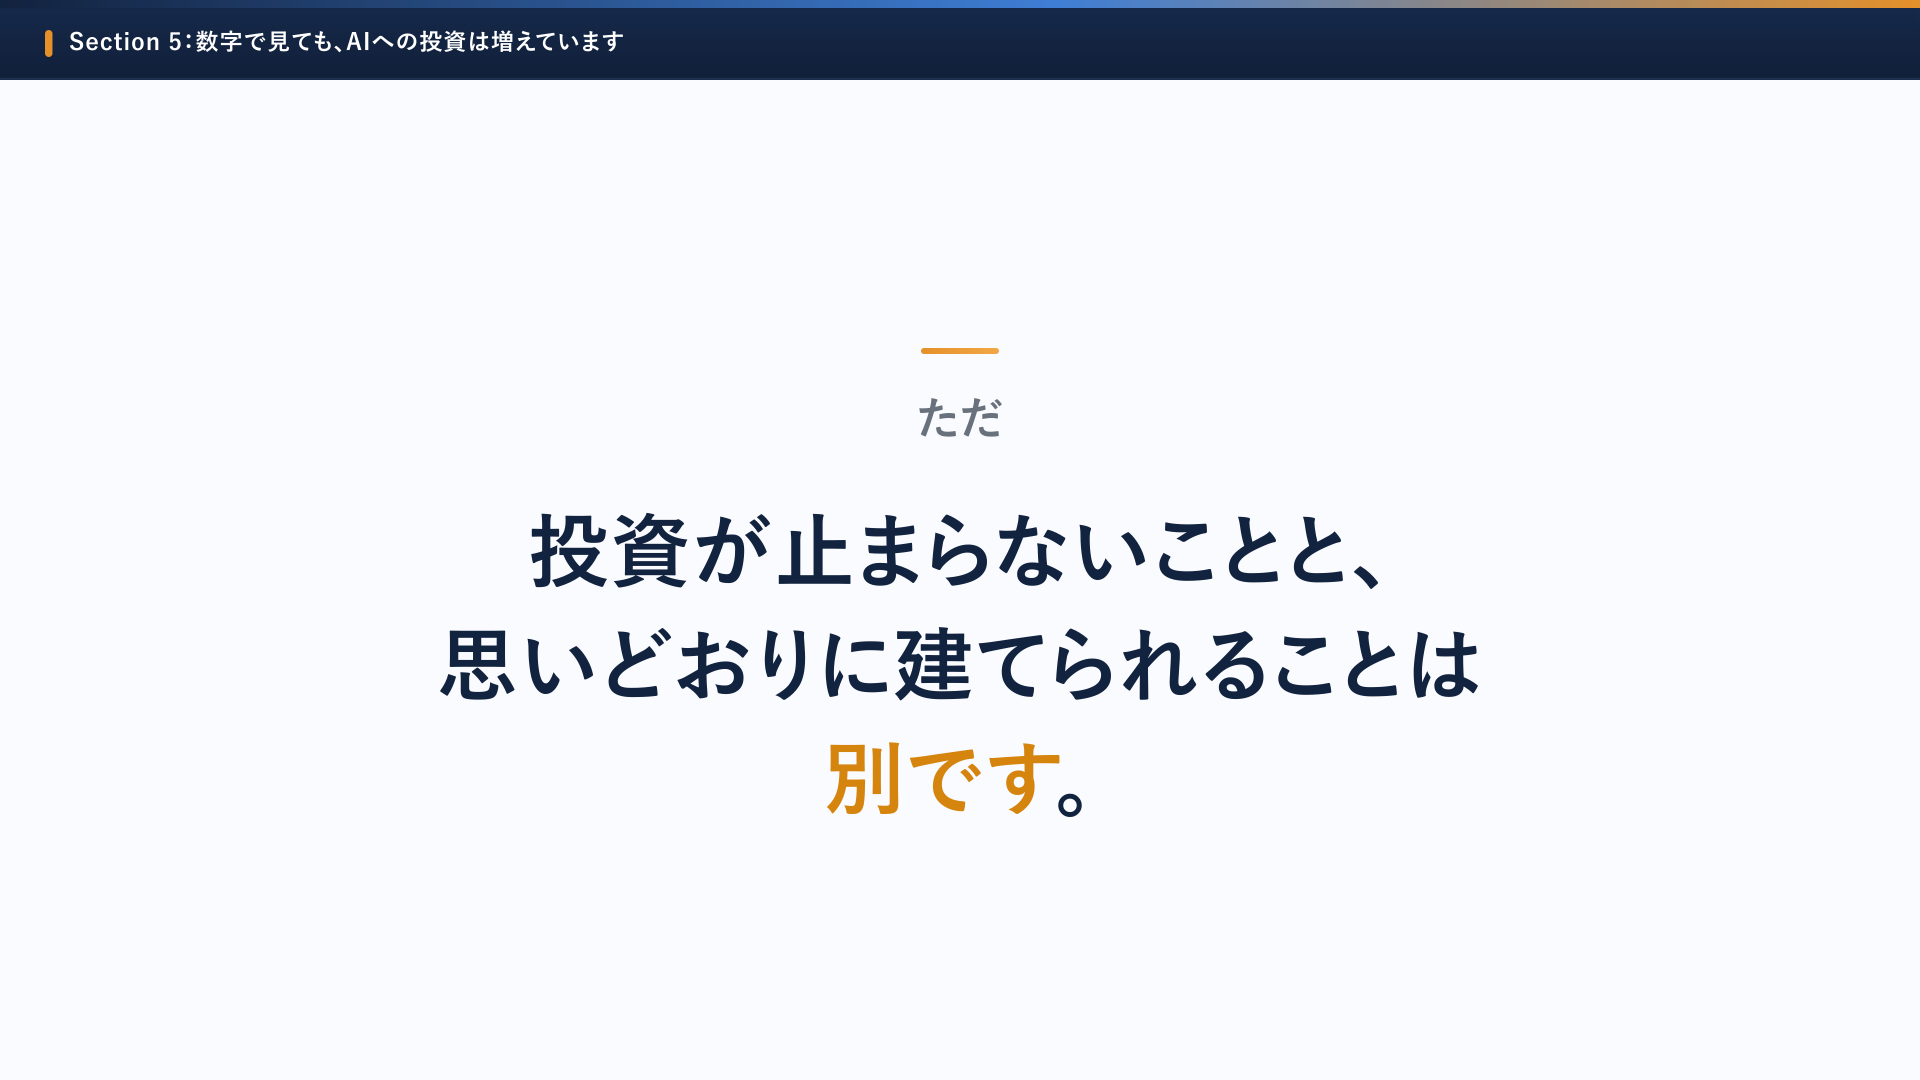 Section 5：数字で見ても、AIへの投資は増えています
ただ
投資が止まらないことと、
思いどおりに建てられることは
別です。